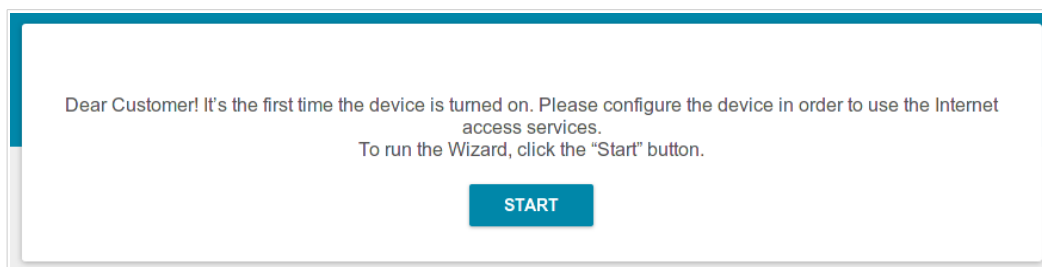 Dear Customer! It’s the first time the device is turned on. Please configure the device in order to use the Internet
access services.
To run the Wizard, click the “Start” button.
START